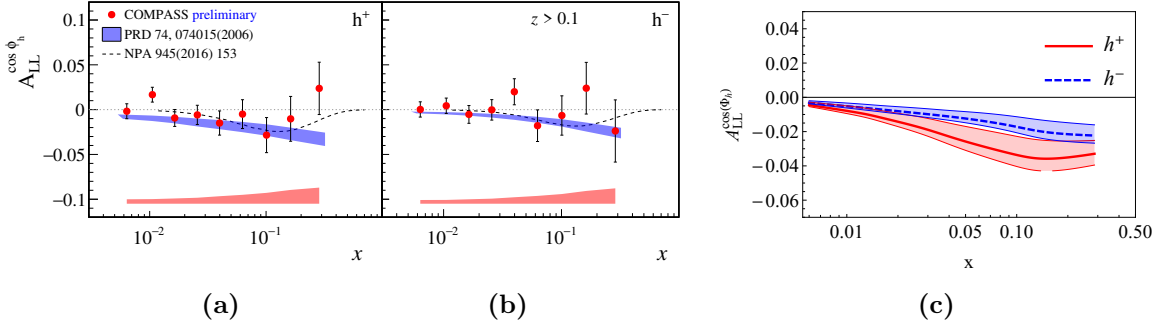 h⁺
COMPASS preliminary
PRD 74, 074015(2006)
NPA 945(2016) 153
A_LL^cos ϕ_h
0.1
0.05
0
−0.05
−0.1
10⁻²
10⁻¹
x
(a)
h⁻
z > 0.1
10⁻²
10⁻¹
x
(b)
h⁺
h⁻
A_LL^cos(Φ_h)
0.04
0.02
0.00
−0.02
−0.04
−0.06
0.01
0.05
0.10
0.50
x
(c)